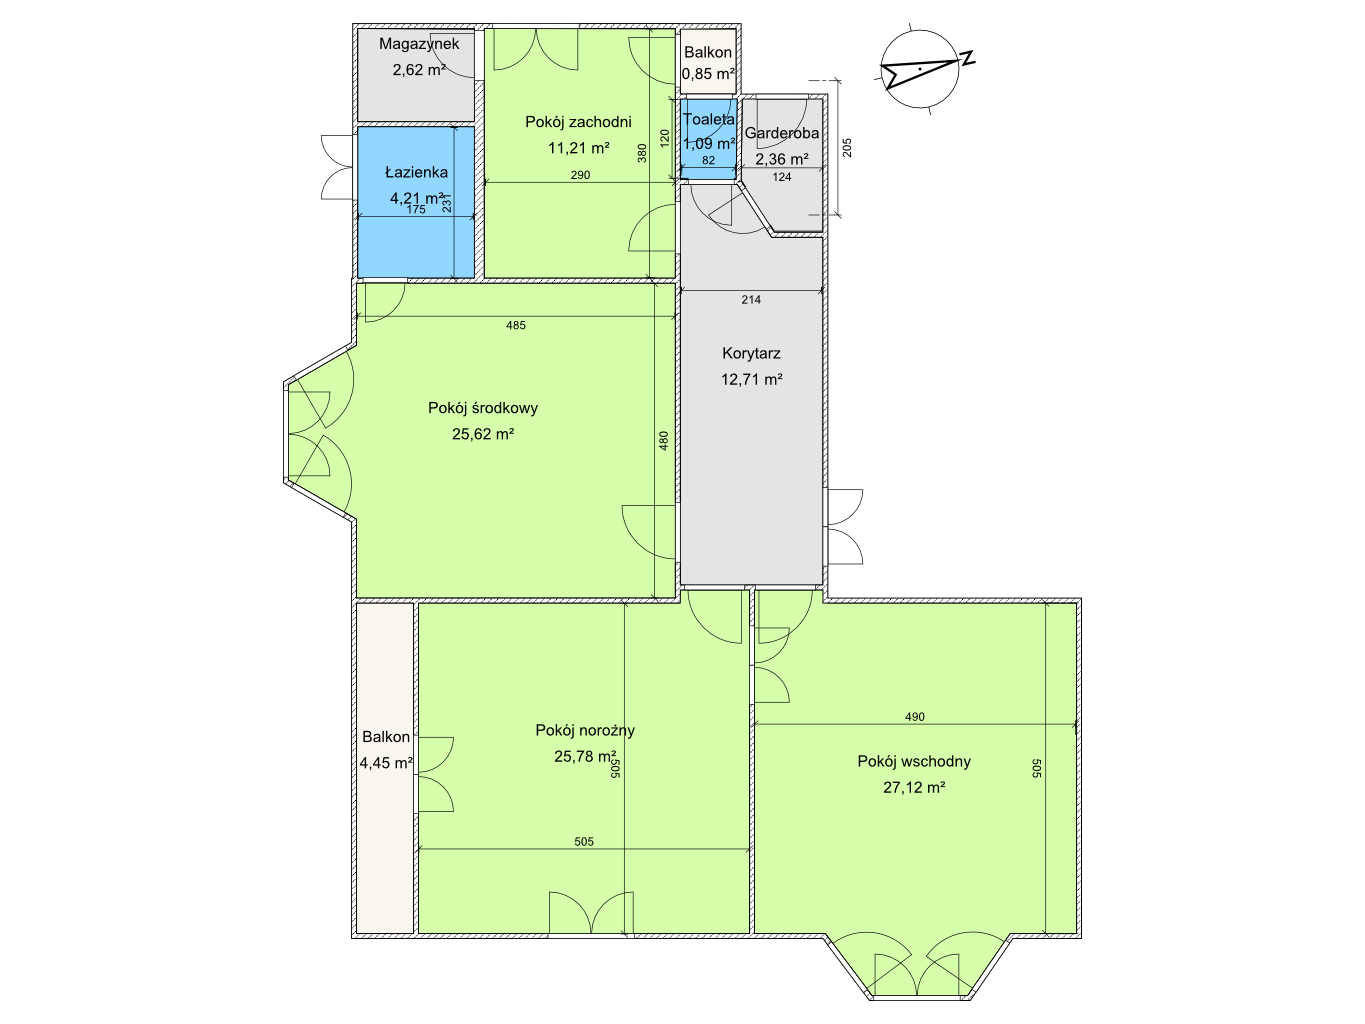 Magazynek
2,62 m²
Balkon
0,85 m²
N
Pokój zachodni
11,21 m²
380
120
Toaleta
1,09 m²
82
Garderoba
2,36 m²
124
205
Łazienka
4,21 m²
175
231
290
214
485
Korytarz
12,71 m²
Pokój środkowy
25,62 m²
480
Balkon
4,45 m²
Pokój norożny
25,78 m²
505
505
490
Pokój wschodny
27,12 m²
505